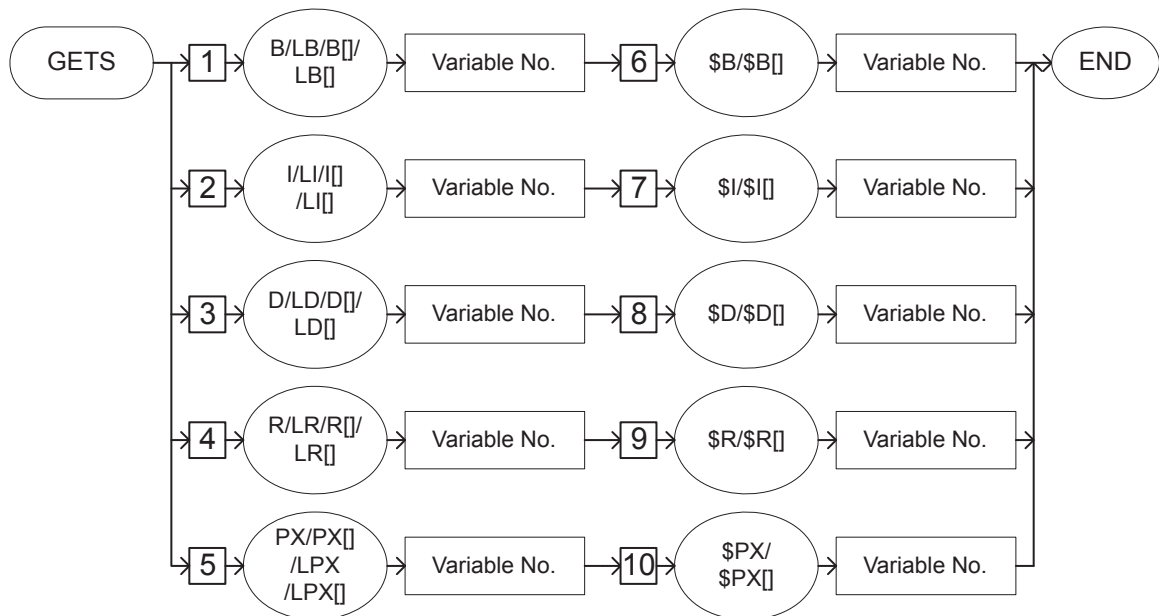 GETS
1
B/LB/B[]/
LB[]
Variable No.
6
$B/$B[]
Variable No.
END
2
I/LI/I[]
/LI[]
Variable No.
7
$I/$I[]
Variable No.
3
D/LD/D[]/
LD[]
Variable No.
8
$D/$D[]
Variable No.
4
R/LR/R[]/
LR[]
Variable No.
9
$R/$R[]
Variable No.
5
PX/PX[]
/LPX
/LPX[]
Variable No.
10
$PX/
$PX[]
Variable No.